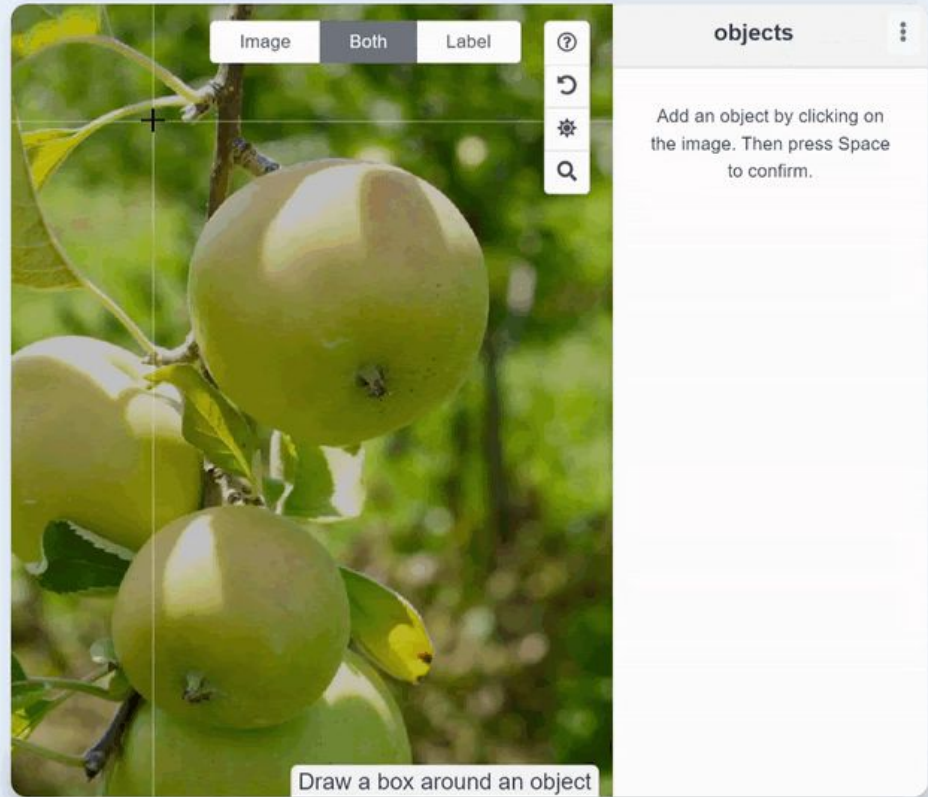 Image Both Label
objects
Add an object by clicking on
the image. Then press Space
to confirm.
Draw a box around an object